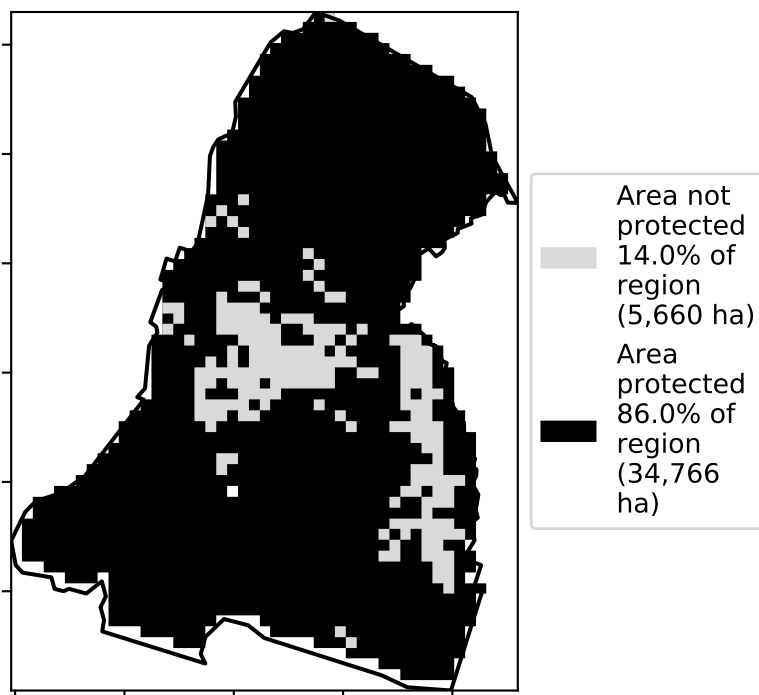 Area not
protected
14.0% of
region
(5,660 ha)
Area
protected
86.0% of
region
(34,766
ha)